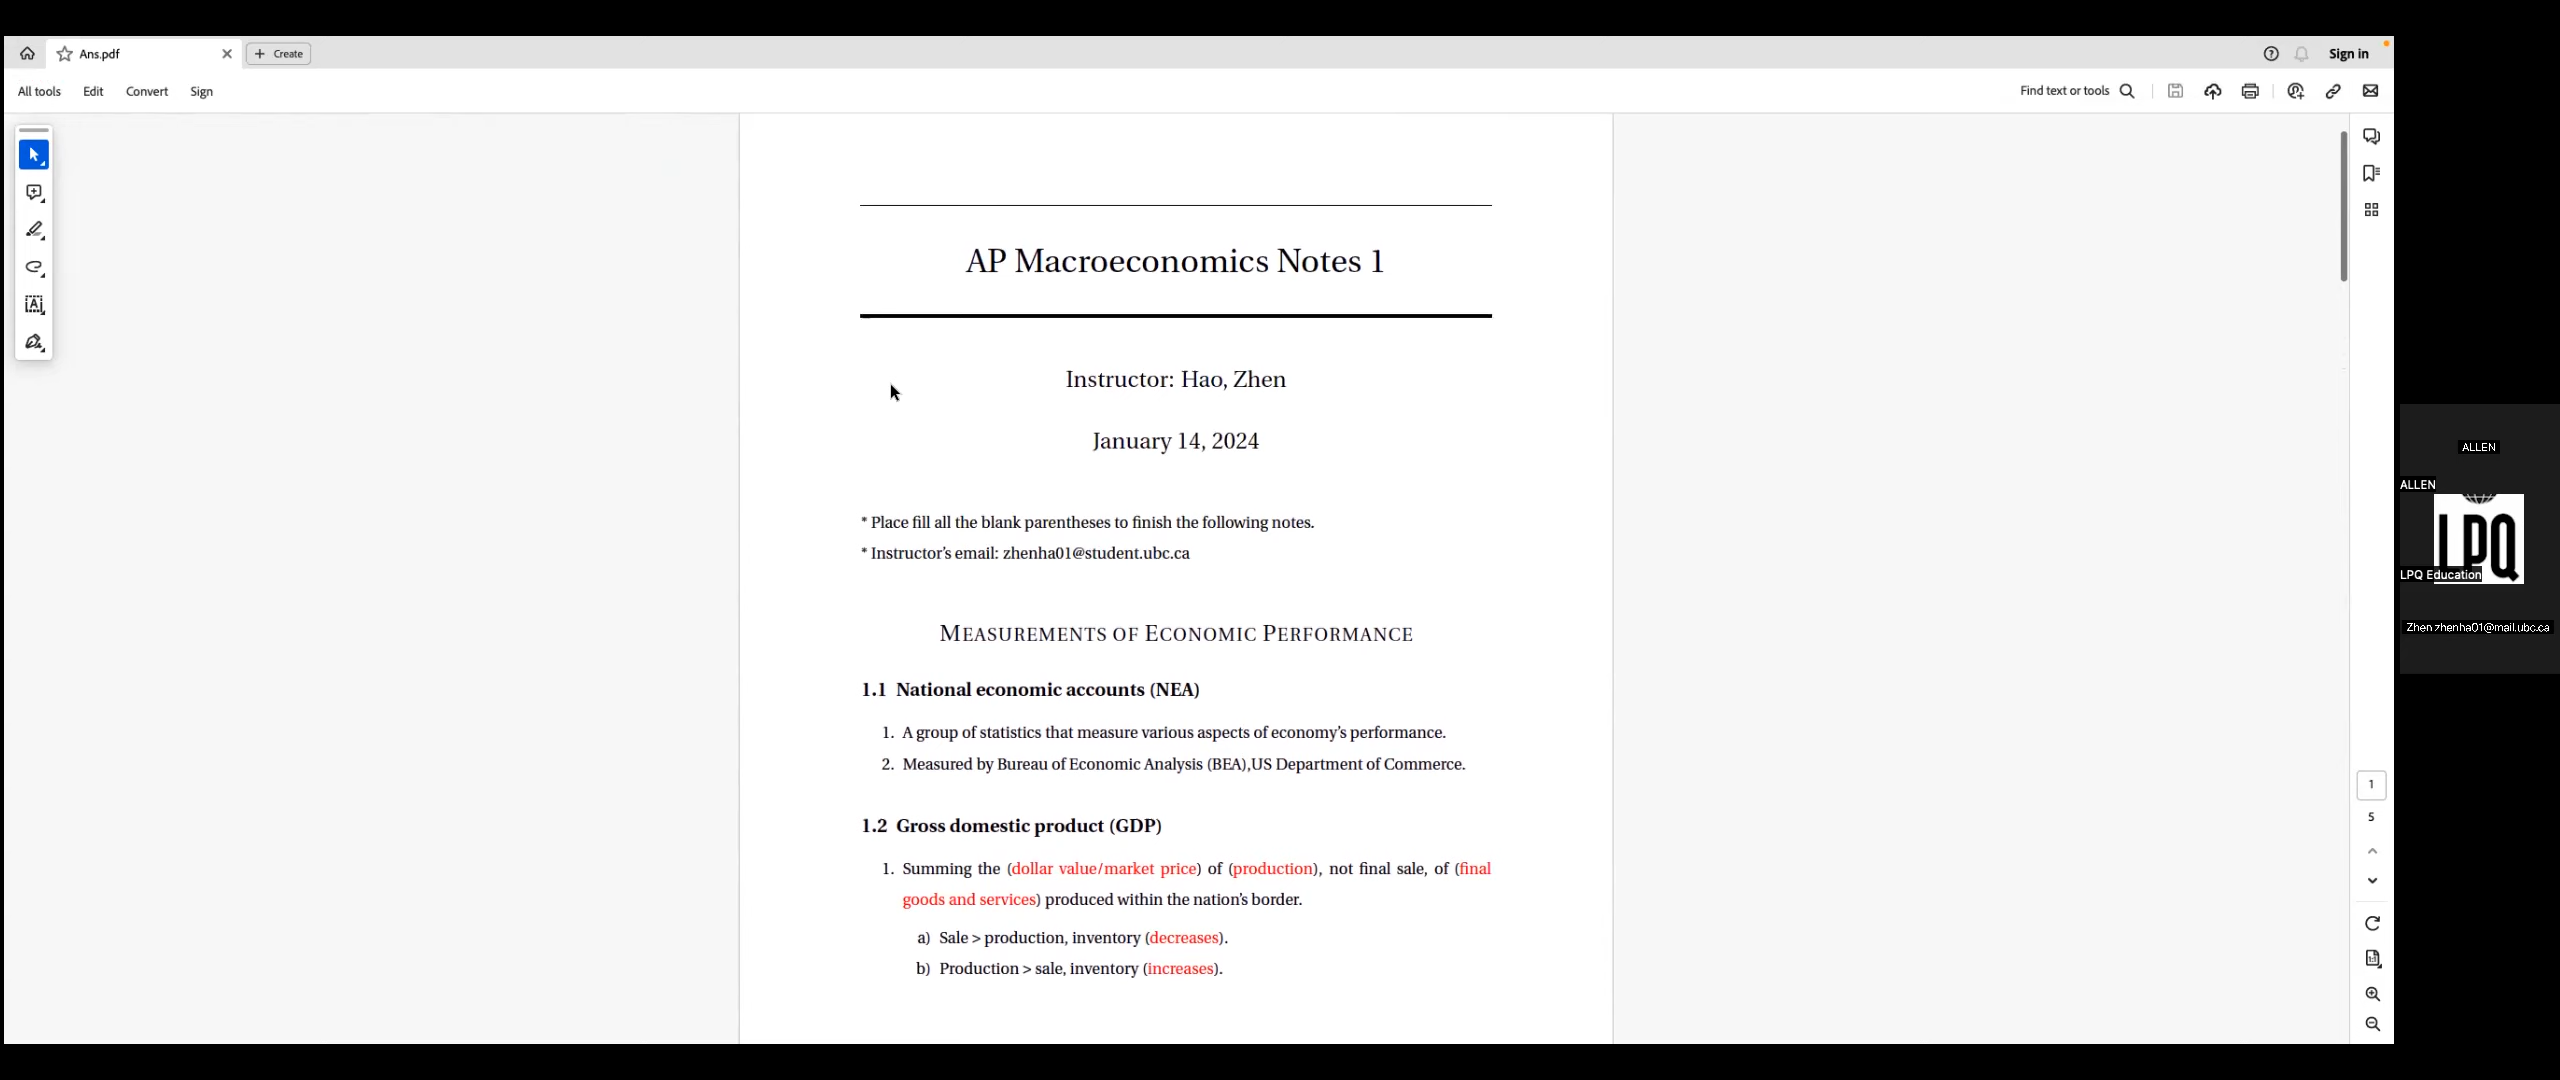 Ans.pdf
Create
Sign in
All tools Edit Convert Sign
Find text or tools
AP Macroeconomics Notes 1
Instructor: Hao, Zhen
January 14, 2024
* Place fill all the blank parentheses to finish the following notes.
* Instructor's email: zhenha01@student.ubc.ca
MEASUREMENTS OF ECONOMIC PERFORMANCE
1.1 National economic accounts (NEA)
1. A group of statistics that measure various aspects of economy's performance.
2. Measured by Bureau of Economic Analysis (BEA),US Department of Commerce.
1.2 Gross domestic product (GDP)
1. Summing the (dollar value/market price) of (production), not final sale, of (final
goods and services) produced within the nation's border.
a) Sale > production, inventory (decreases).
b) Production > sale, inventory (increases).
1
5
ALLEN
ALLEN
LPQ
LPQ Education
Zhen zhenha01@mail.ubc.ca